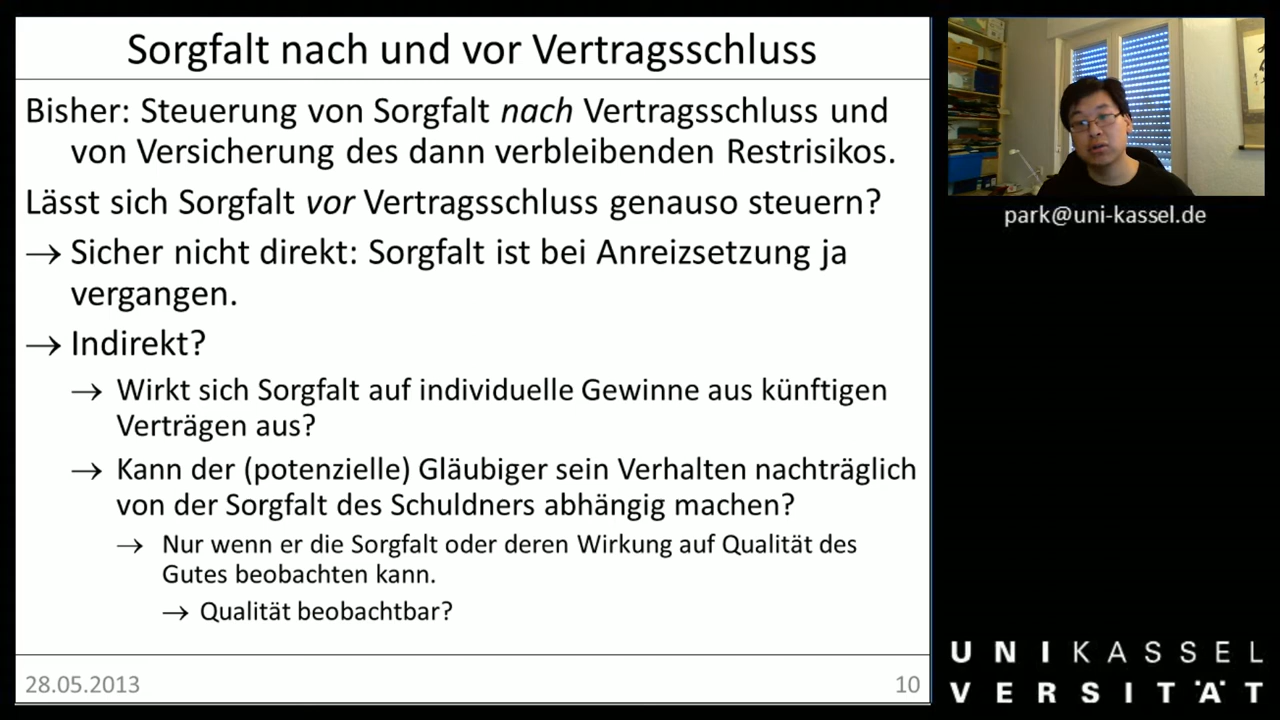 Sorgfalt nach und vor Vertragsschluss
Bisher: Steuerung von Sorgfalt nach Vertragsschluss und
von Versicherung des dann verbleibenden Restrisikos.
Lässt sich Sorgfalt vor Vertragsschluss genauso steuern?
→ Sicher nicht direkt: Sorgfalt ist bei Anreizsetzung ja
vergangen.
→ Indirekt?
→ Wirkt sich Sorgfalt auf individuelle Gewinne aus künftigen
Verträgen aus?
→ Kann der (potenzielle) Gläubiger sein Verhalten nachträglich
von der Sorgfalt des Schuldners abhängig machen?
→ Nur wenn er die Sorgfalt oder deren Wirkung auf Qualität des
Gutes beobachten kann.
→ Qualität beobachtbar?
28.05.2013
10
park@uni-kassel.de
UNIKASSEL
VERSITÄT